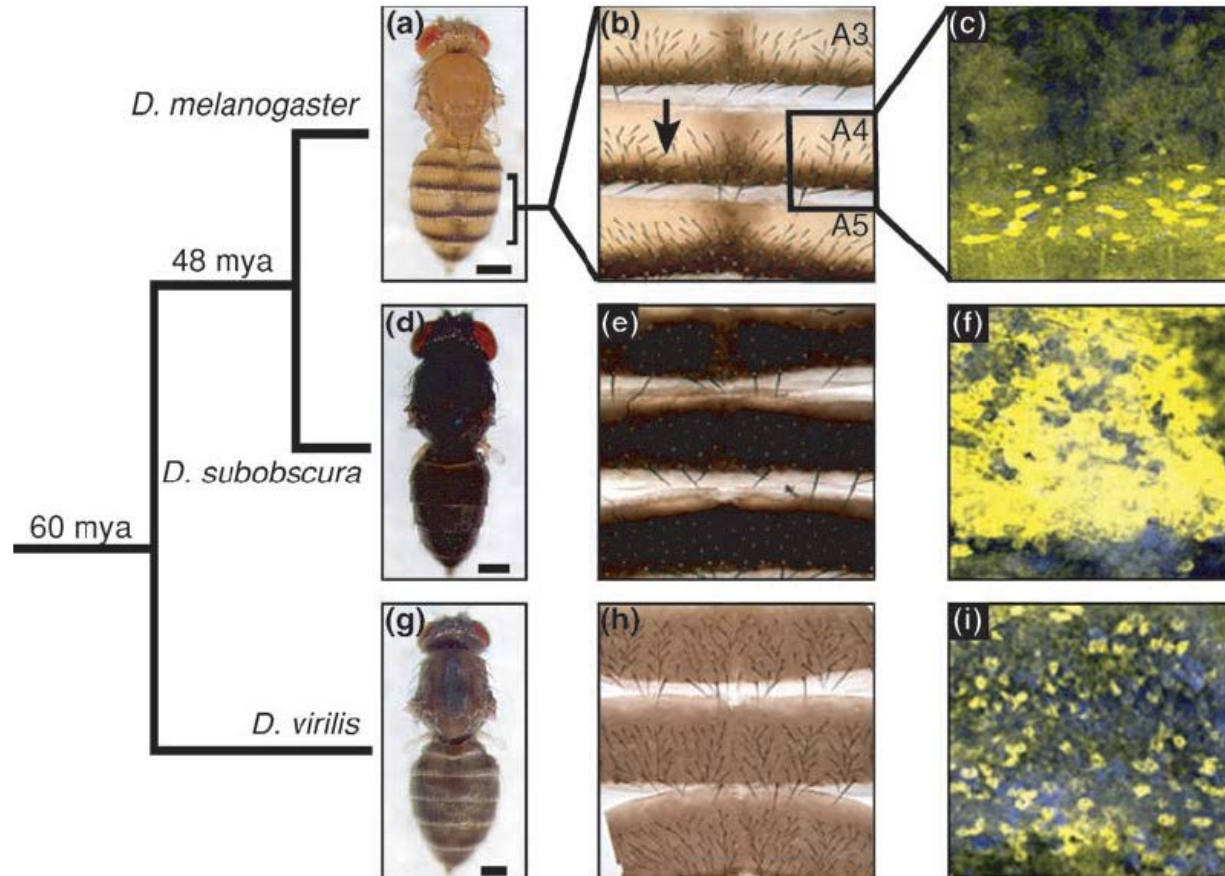 (a)
(b)
A3
(c)
D. melanogaster
A4
A5
48 mya
(d)
(e)
(f)
D. subobscura
60 mya
(g)
(h)
(i)
D. virilis